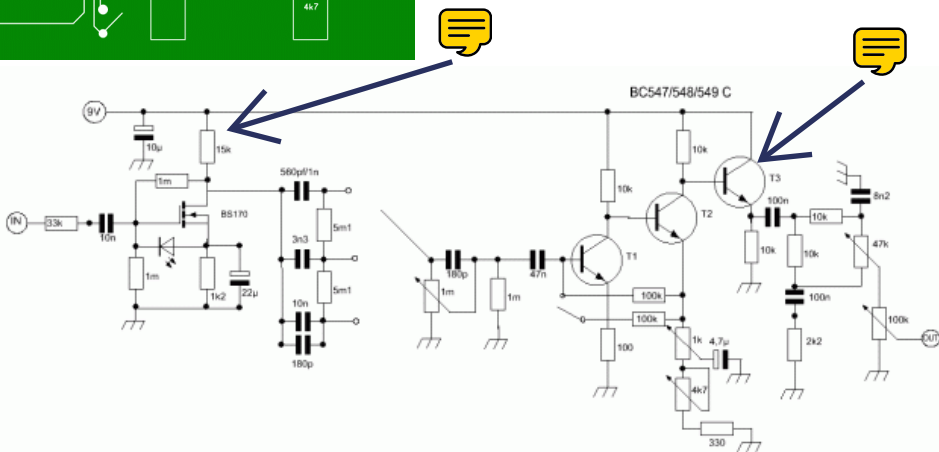 4k7
BC547/548/549 C
9V
10µ
15k
1m
560pf/1n
10k
10k
T3
8n2
100n
10k
IN
33k
10n
BS170
5m1
T2
47k
3n3
T1
10k
10k
180p
47n
1m
1k2
22µ
5m1
1m
1m
100k
100n
10n
100k
100k
OUT
100
1k
4,7µ
2k2
180p
4k7
330